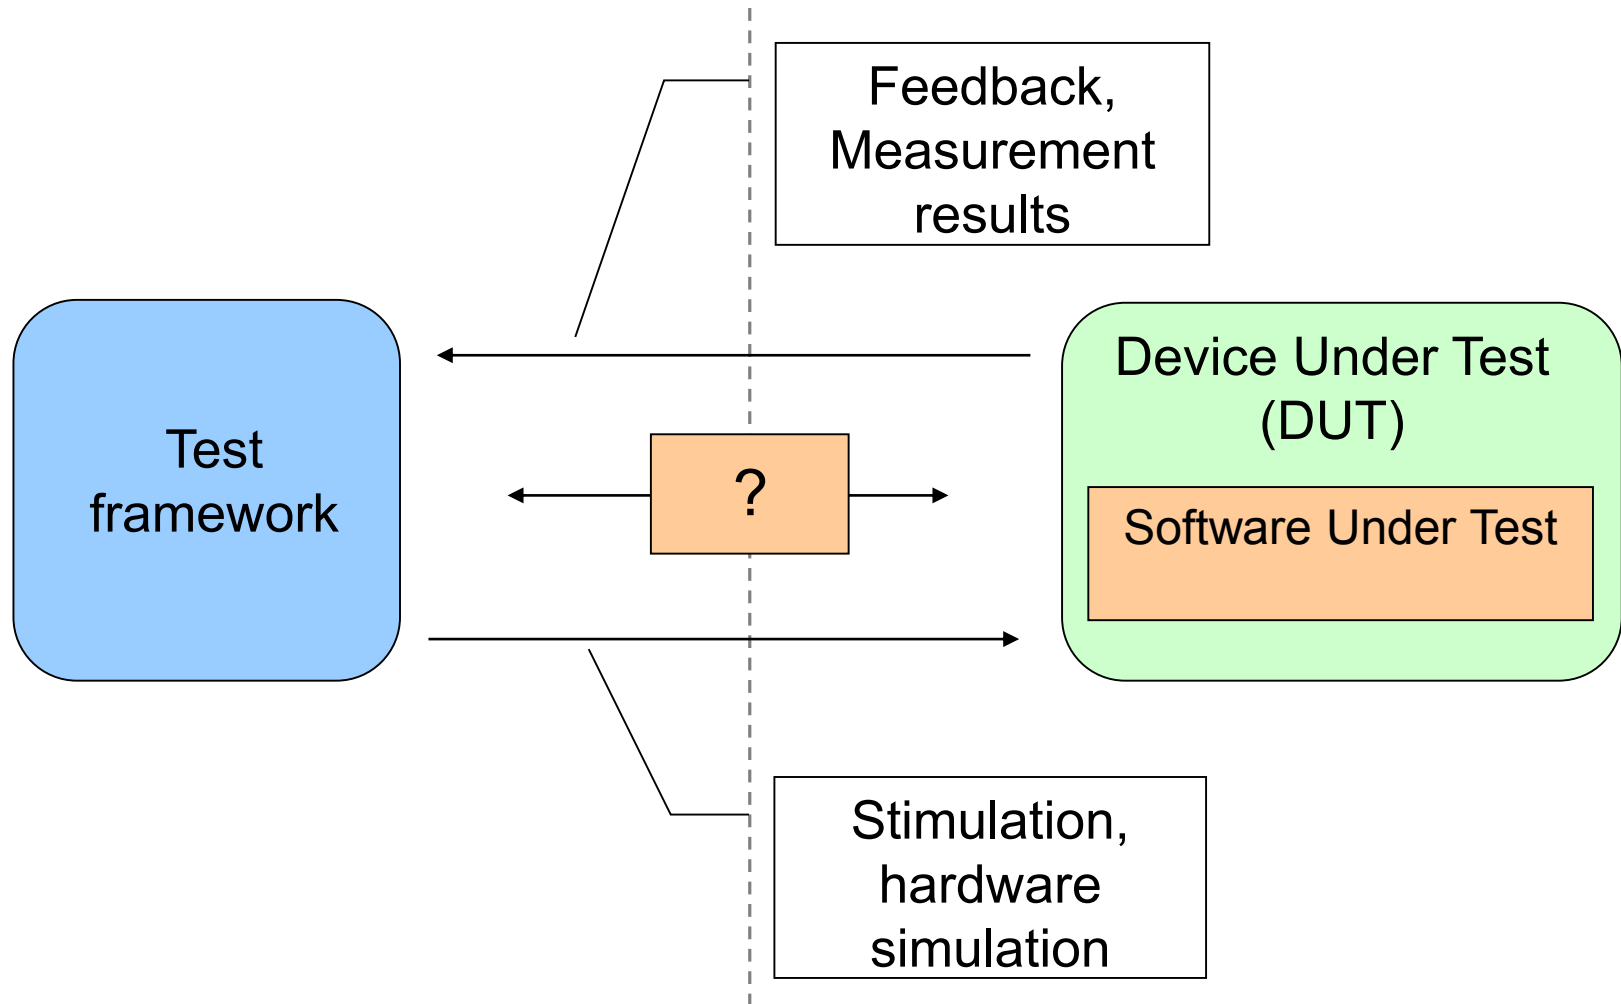 Feedback,
Measurement
results
Test
framework
?
Device Under Test
(DUT)
Software Under Test
Stimulation,
hardware
simulation